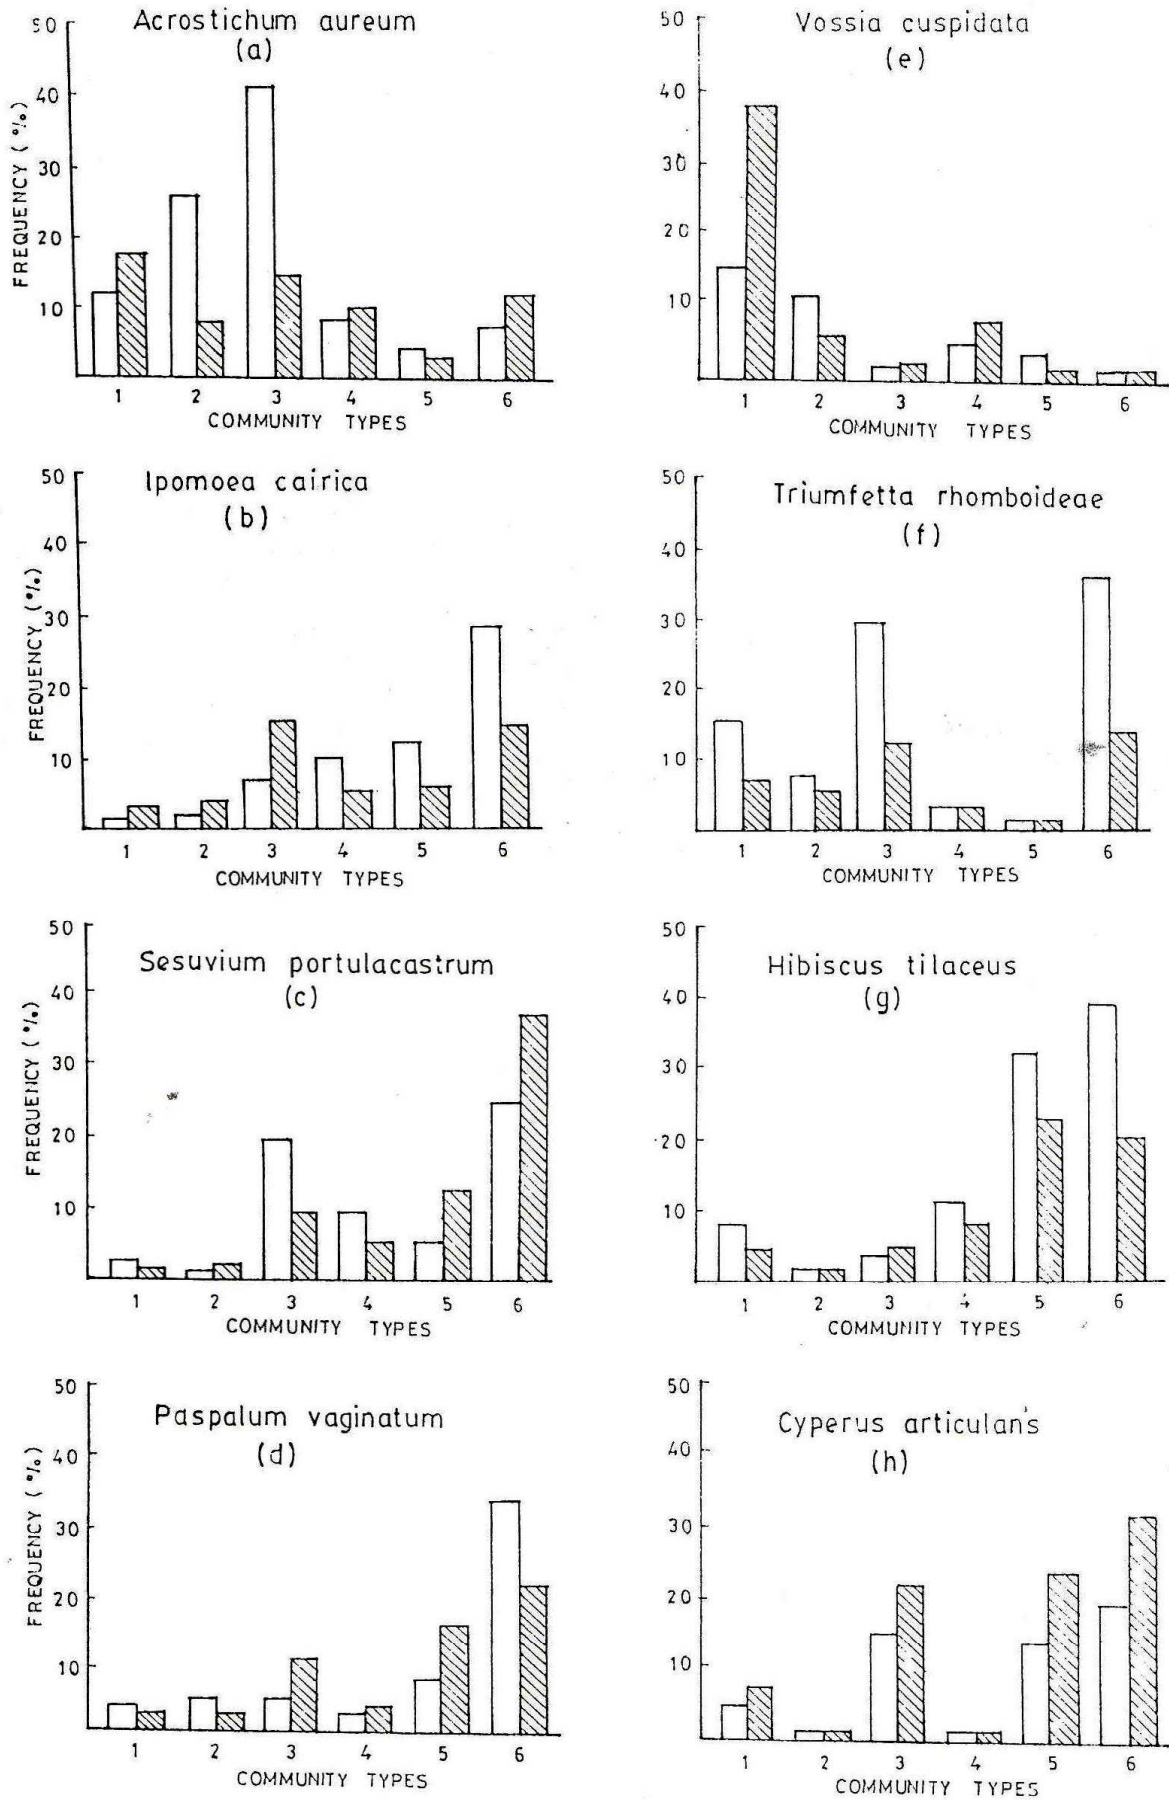 Acrostichum aureum
(a)
50
40
30
20
10
FREQUENCY (%)
1 2 3 4 5 6
COMMUNITY TYPES
Vossia cuspidata
(e)
50
40
30
20
10
1 2 3 4 5 6
COMMUNITY TYPES
Ipomoea cairica
(b)
50
40
30
20
10
FREQUENCY (%)
1 2 3 4 5 6
COMMUNITY TYPES
Triumfetta rhomboideae
(f)
50
40
30
20
10
1 2 3 4 5 6
COMMUNITY TYPES
Sesuvium portulacastrum
(c)
50
40
30
20
10
FREQUENCY (%)
1 2 3 4 5 6
COMMUNITY TYPES
Hibiscus tilaceus
(g)
50
40
30
20
10
1 2 3 4 5 6
COMMUNITY TYPES
Paspalum vaginatum
(d)
50
40
30
20
10
FREQUENCY (%)
1 2 3 4 5 6
COMMUNITY TYPES
Cyperus articulans
(h)
50
40
30
20
10
1 2 3 4 5 6
COMMUNITY TYPES